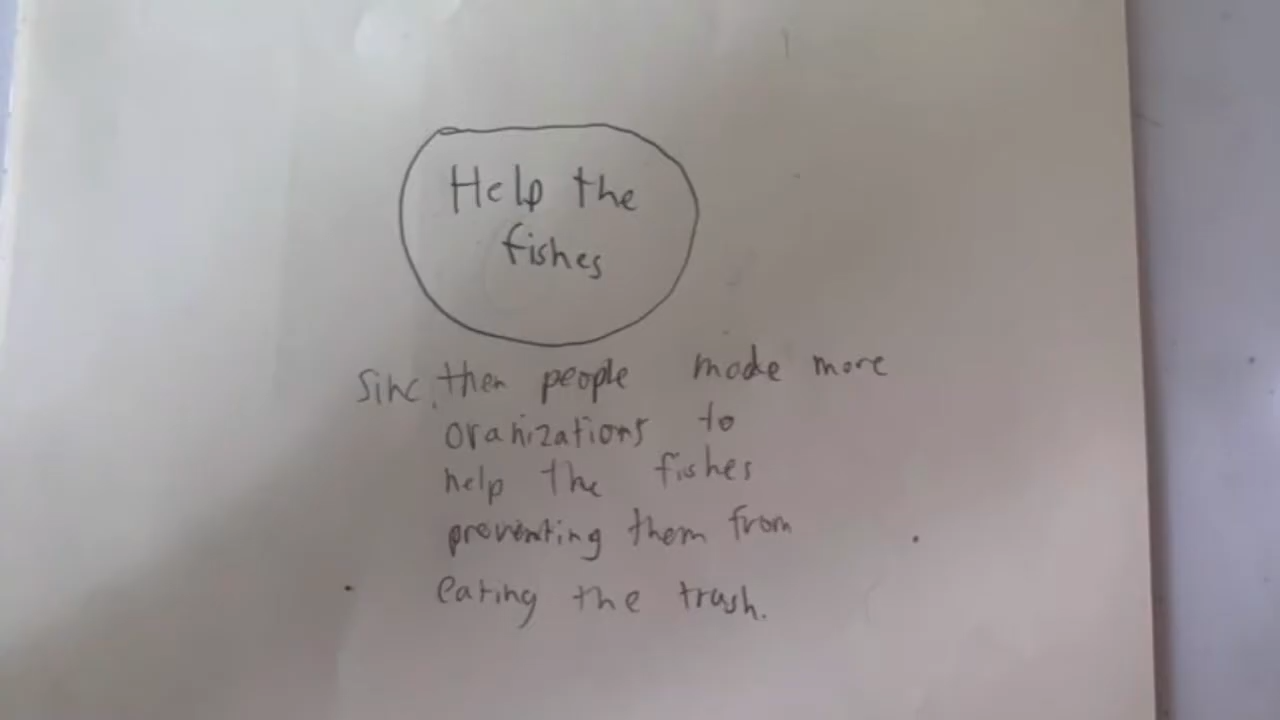 Help the
fishes
Sinc then people made more
oranizations to
help the fishes
preventing them from
eating the trash.